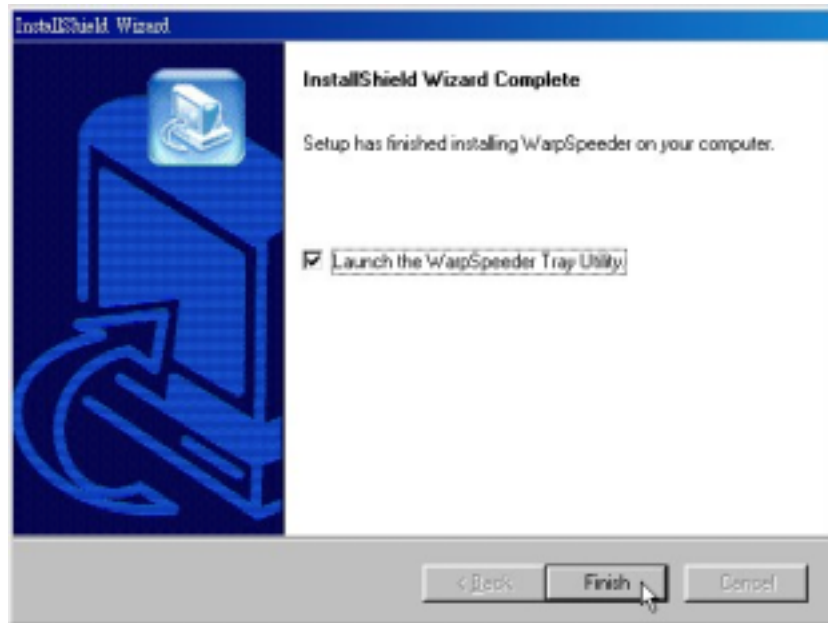 InstallShield Wizard
InstallShield Wizard Complete
Setup has finished installing WarpSpeeder on your computer.
Launch the WarpSpeeder Tray Utility.
< Back
Finish
Cancel